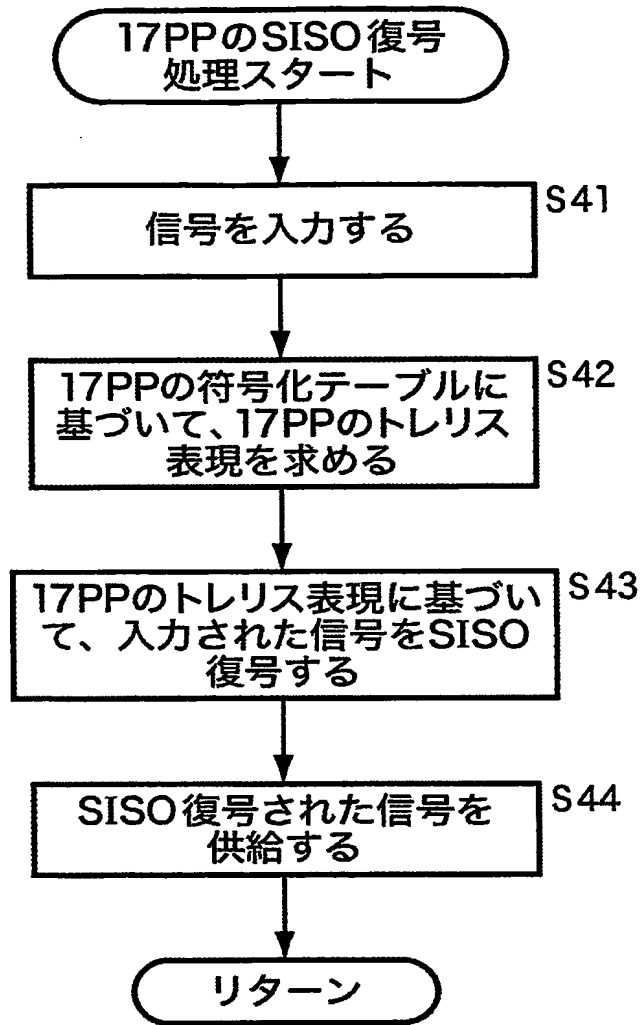 17PPのSISO復号
処理スタート
S41
信号を入力する
S42
17PPの符号化テーブルに
基づいて、17PPのトレリス
表現を求める
S43
17PPのトレリス表現に基づい
て、入力された信号をSISO
復号する
S44
SISO復号された信号を
供給する
リターン